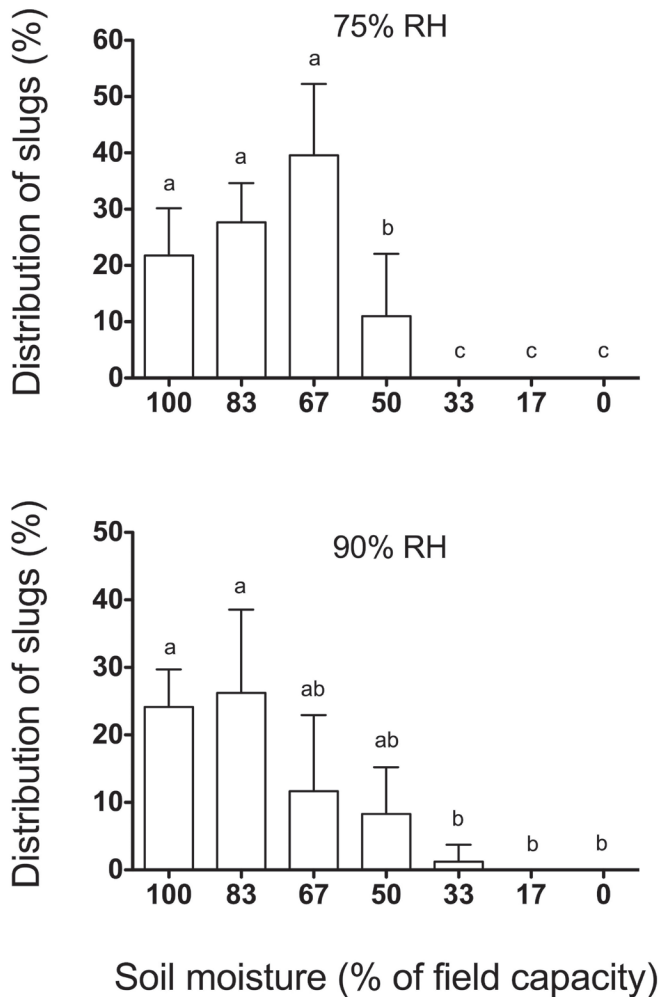 75% RH
Distribution of slugs (%)
60
50
40
30
20
10
0
a
a
a
b
c
c
c
100 83 67 50 33 17 0
90% RH
Distribution of slugs (%)
50
40
30
20
10
0
a
a
ab
ab
b
b
b
100 83 67 50 33 17 0
Soil moisture (% of field capacity)